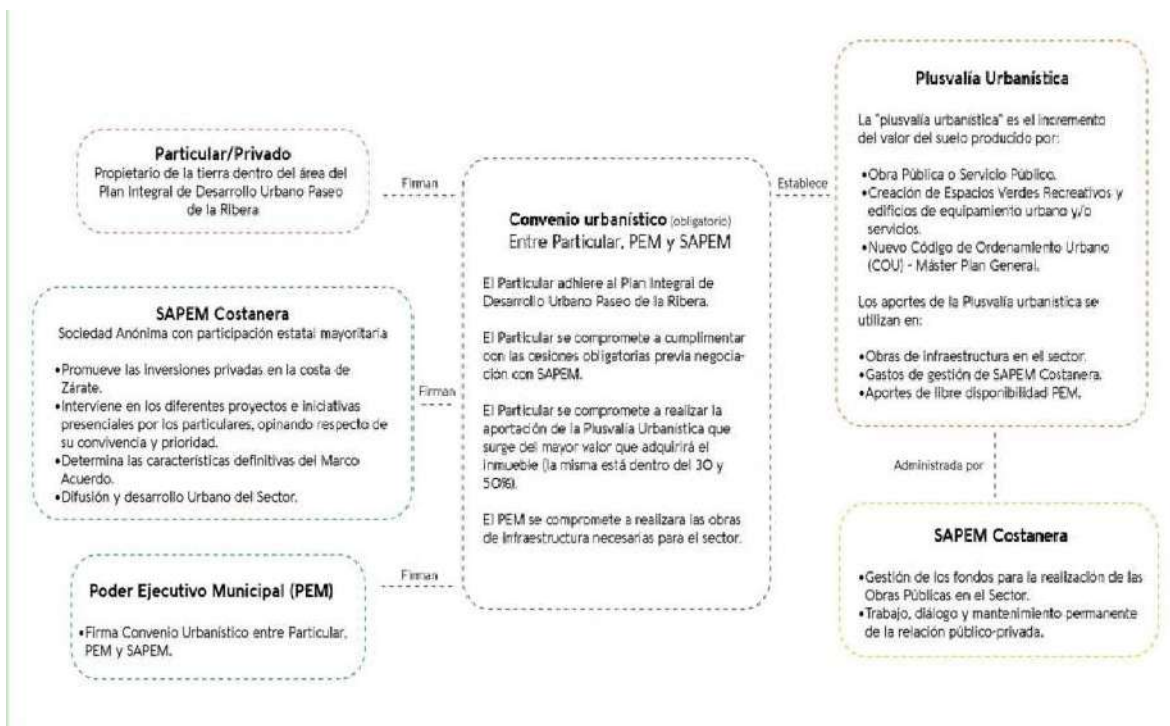 Particular/Privado
Propietario de la tierra dentro del área del
Plan Integral de Desarrollo Urbano Paseo
de la Ribera
Firman
SAPEM Costanera
Sociedad Anónima con participación estatal mayoritaria
•Promueve las inversiones privadas en la costa de
Zárate.
•Interviene en los diferentes proyectos e iniciativas
presenciales por los particulares, opinando respecto de
su convivencia y prioridad.
•Determina las características definitivas del Marco
Acuerdo.
•Difusión y desarrollo Urbano del Sector.
Firman
Poder Ejecutivo Municipal (PEM)
•Firma Convenio Urbanístico entre Particular,
PEM y SAPEM.
Firman
Convenio urbanístico (obligatorio)
Entre Particular, PEM y SAPEM
El Particular adhiere al Plan Integral de
Desarrollo Urbano Paseo de la Ribera.
El Particular se compromete a cumplimentar
con las cesiones obligatorias previa negocia-
ción con SAPEM.
El Particular se compromete a realizar la
aportación de la Plusvalía Urbanística que
surge del mayor valor que adquirirá el
inmueble (la misma está dentro del 30 y
50%).
El PEM se compromete a realizara las obras
de infraestructura necesarias para el sector.
Establece
Plusvalía Urbanística
La "plusvalía urbanística" es el incremento
del valor del suelo producido por:
•Obra Pública o Servicio Público.
•Creación de Espacios Verdes Recreativos y
edificios de equipamiento urbano y/o
servicios.
•Nuevo Código de Ordenamiento Urbano
(COU) - Máster Plan General.
Los aportes de la Plusvalía urbanística se
utilizan en:
•Obras de infraestructura en el sector.
•Gastos de gestión de SAPEM Costanera.
•Aportes de libre disponibilidad PEM.
Administrada por
SAPEM Costanera
•Gestión de los fondos para la realización de las
Obras Públicas en el Sector.
•Trabajo, diálogo y mantenimiento permanente
de la relación público-privada.